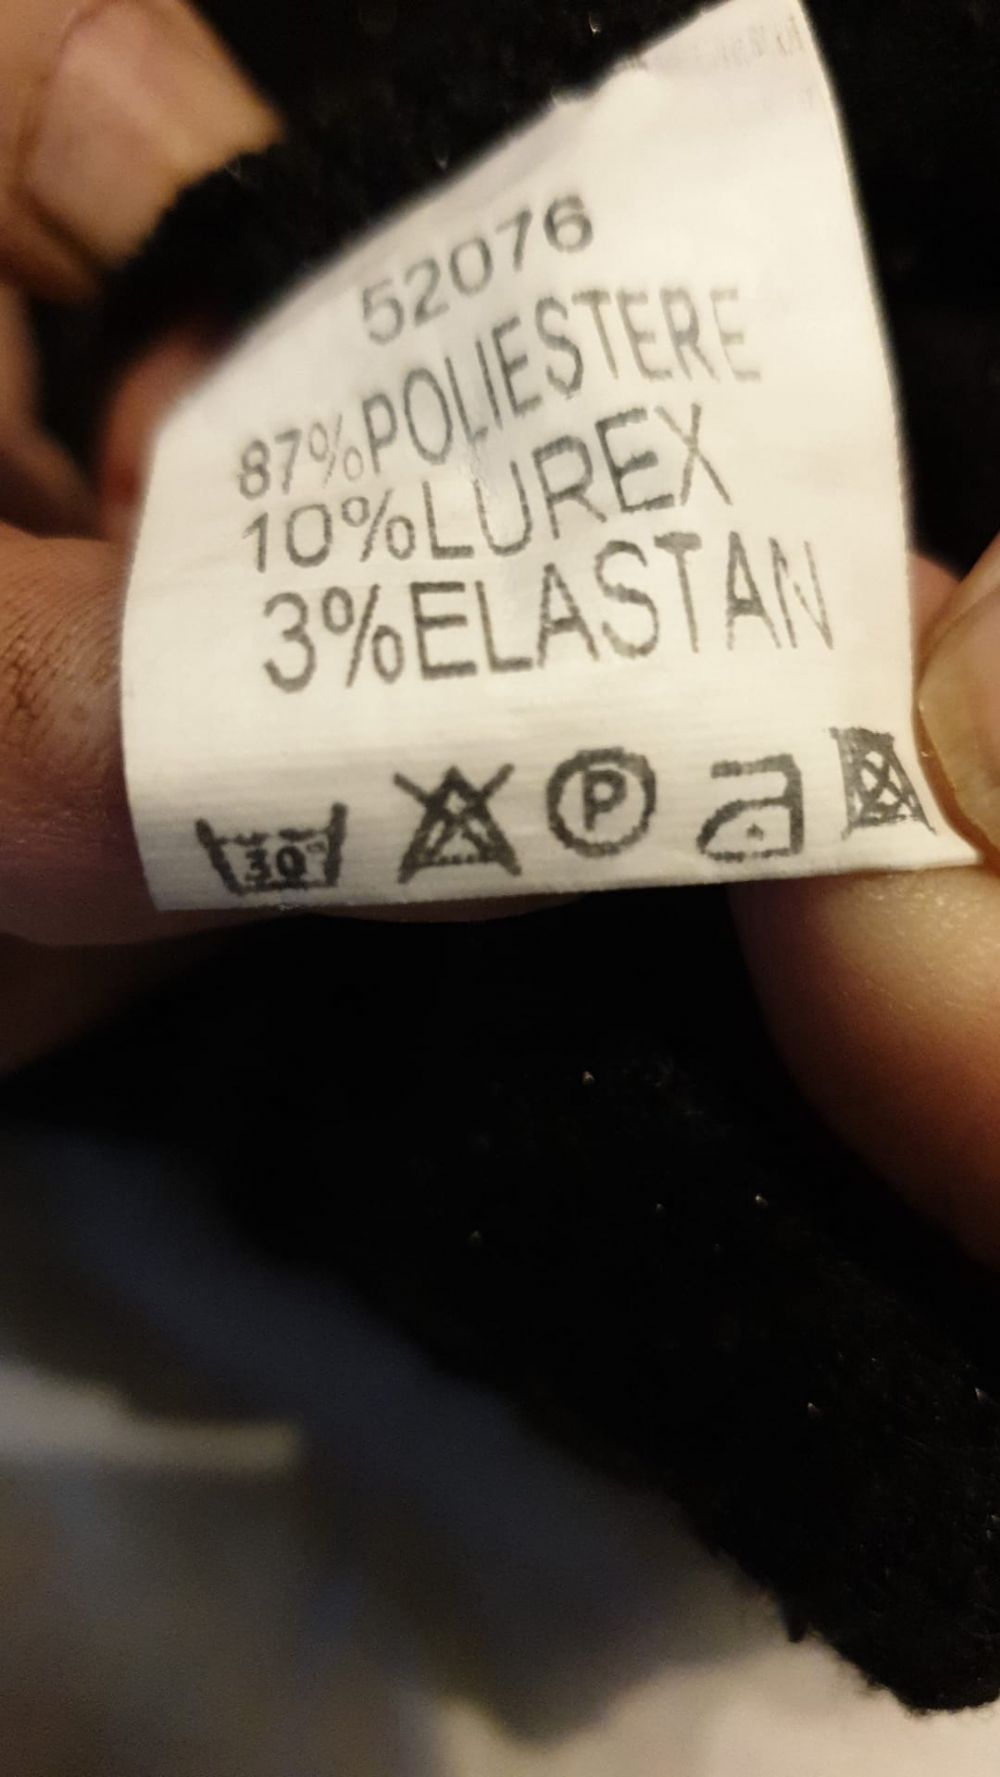 52076
87%POLIESTERE
10%LUREX
3%ELASTAN
30°
P